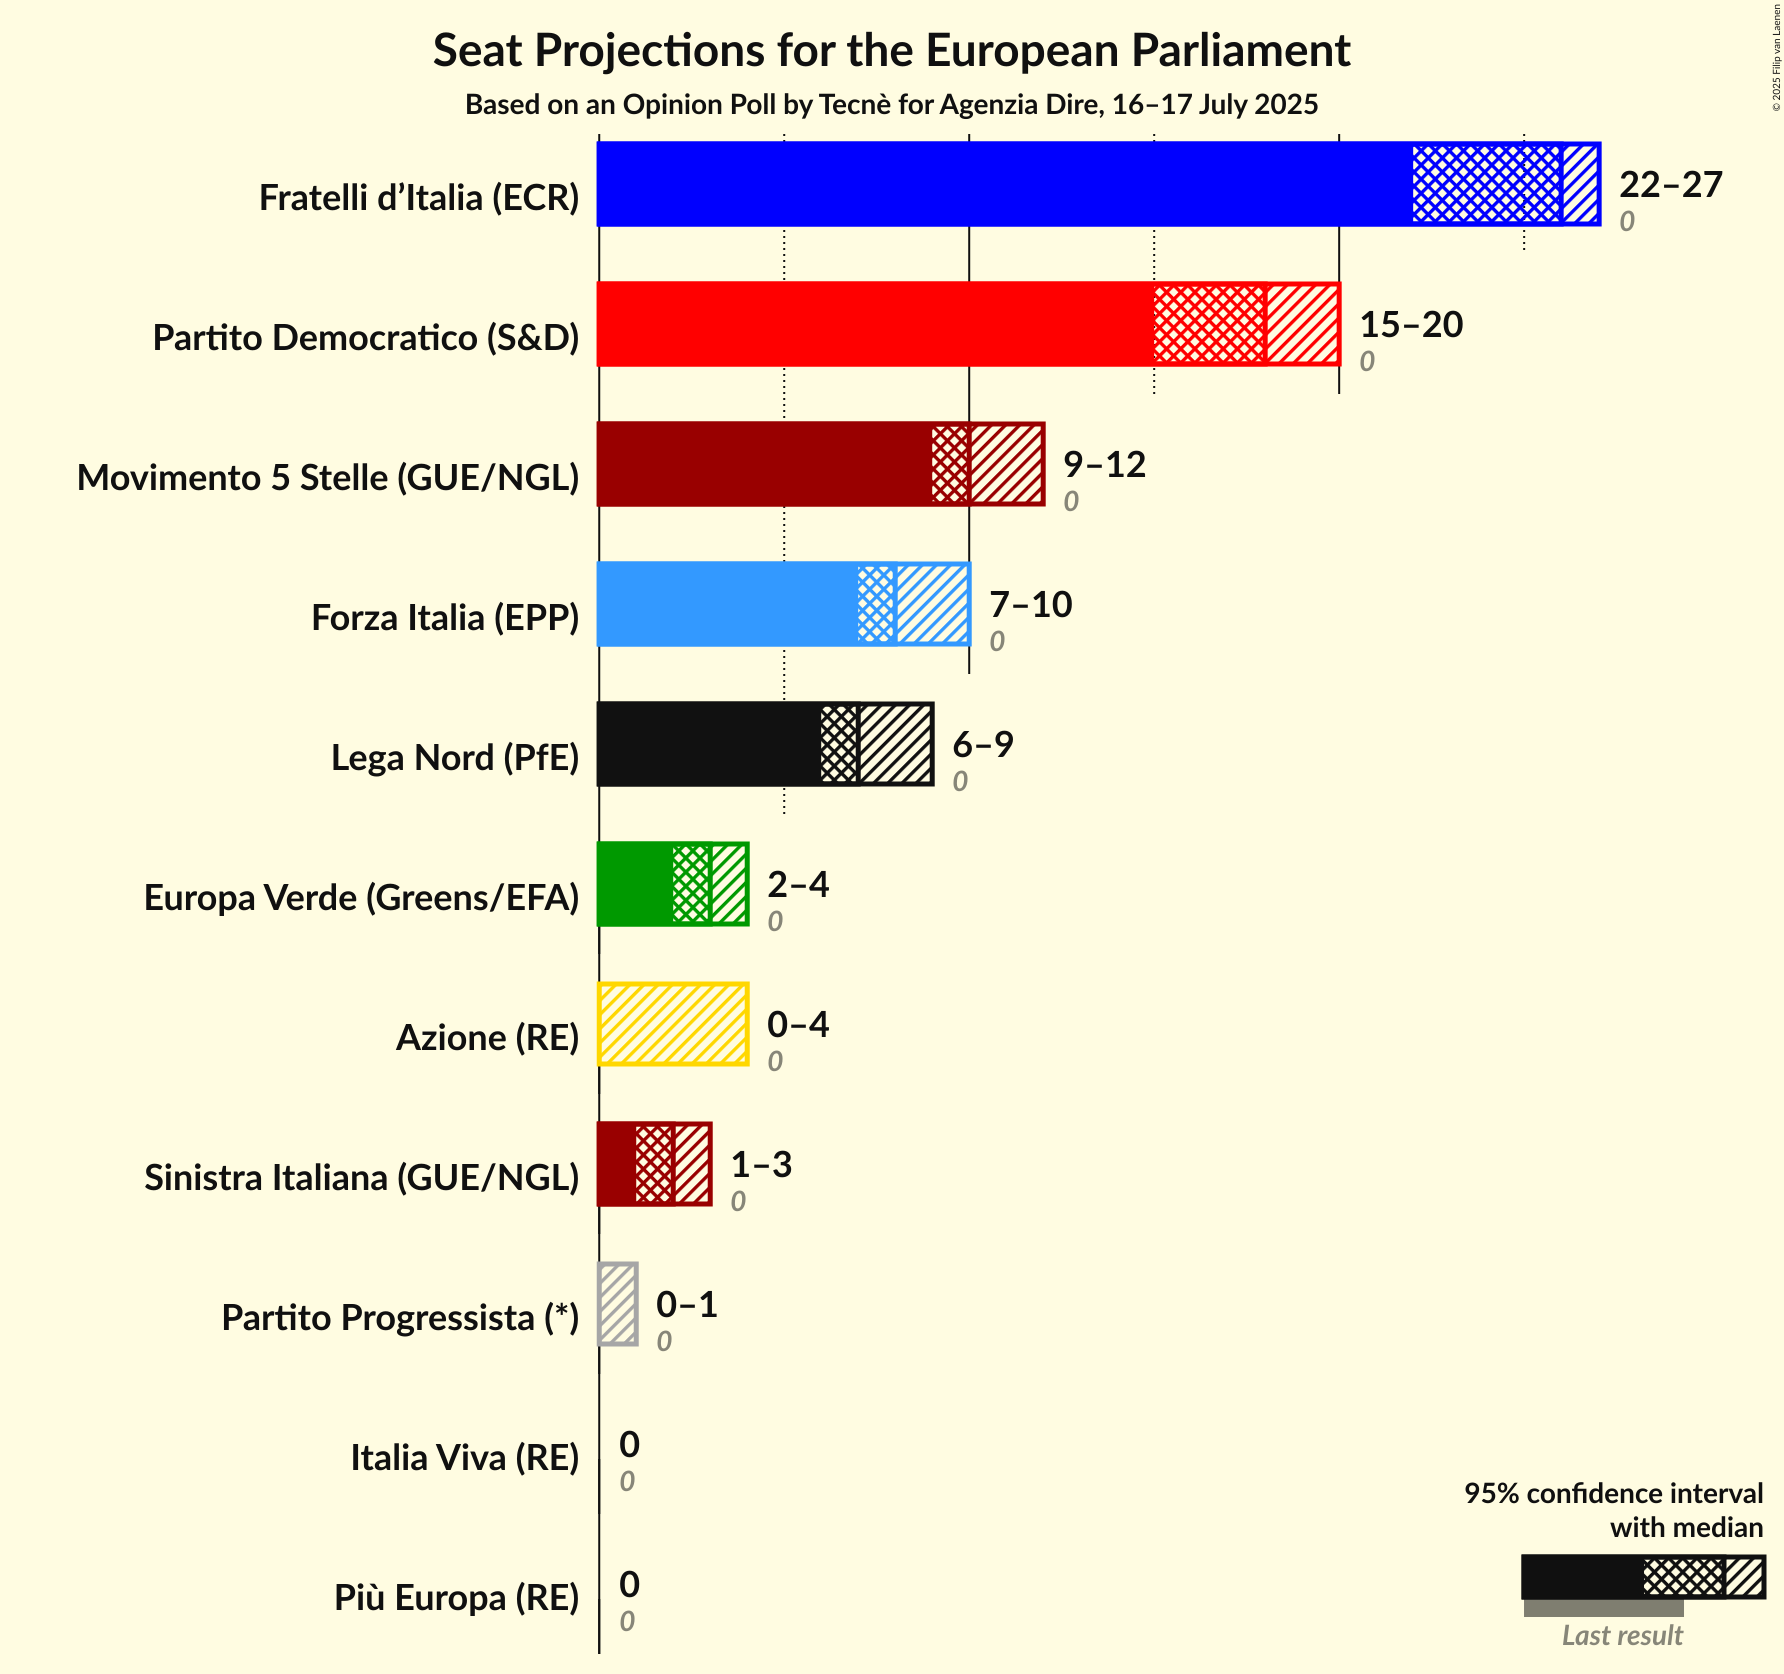 Seat Projections for the European Parliament
Based on an Opinion Poll by Tecnè for Agenzia Dire, 16–17 July 2025
© 2025 Filip van Laenen
Fratelli d’Italia (ECR)
22–27
0
Partito Democratico (S&D)
15–20
0
Movimento 5 Stelle (GUE/NGL)
9–12
0
Forza Italia (EPP)
7–10
0
Lega Nord (PfE)
6–9
0
Europa Verde (Greens/EFA)
2–4
0
Azione (RE)
0–4
0
Sinistra Italiana (GUE/NGL)
1–3
0
Partito Progressista (*)
0–1
0
Italia Viva (RE)
0
0
Più Europa (RE)
0
0
95% confidence interval
with median
Last result